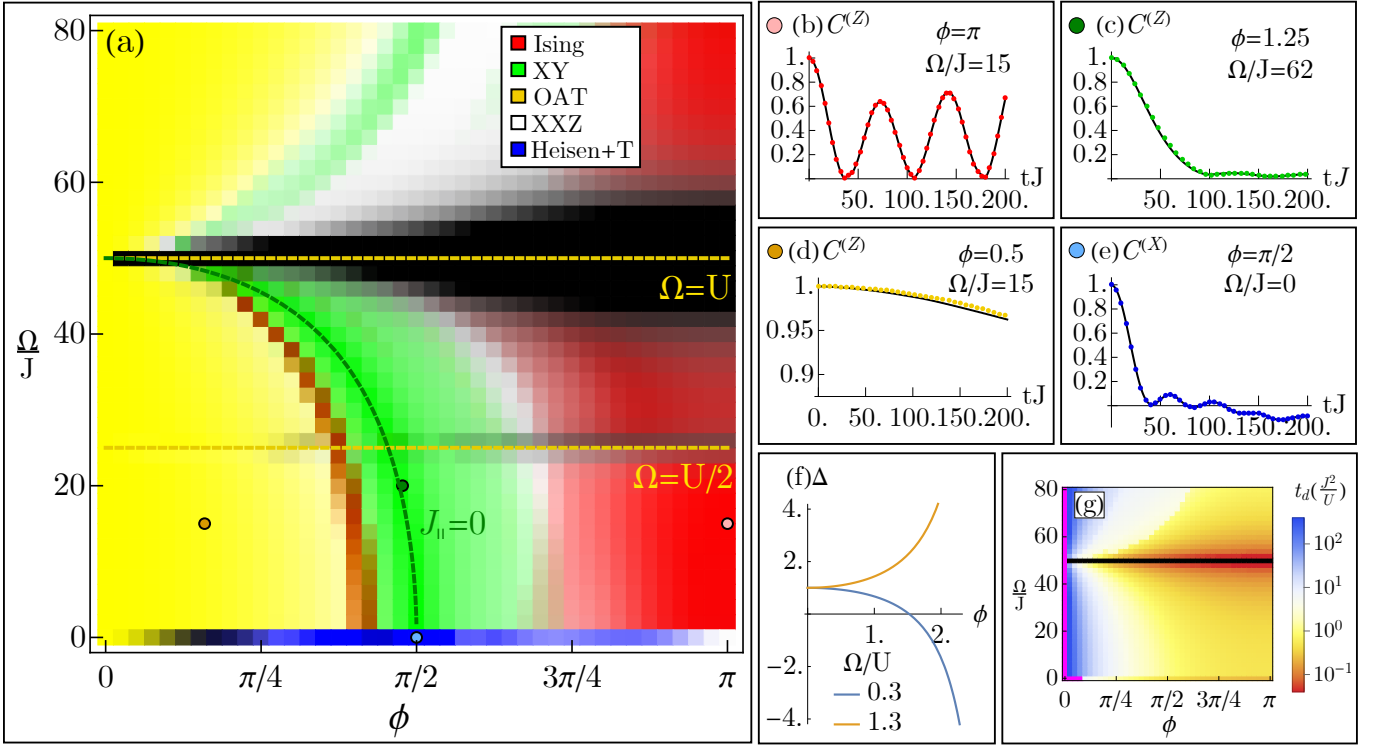 (a)
Ising
XY
OAT
XXZ
Heisen+T
80
60
40
20
0
Ω/J
Ω=U
Ω=U/2
J∥=0
0 π/4 π/2 3π/4 π
ϕ
(b) C(Z)
ϕ=π
Ω/J=15
1.
0.8
0.6
0.4
0.2
tJ
50. 100. 150. 200.
(c) C(Z)
ϕ=1.25
Ω/J=62
1.
0.8
0.6
0.4
0.2
tJ
50. 100. 150. 200.
(d) C(Z)
ϕ=0.5
Ω/J=15
1.
0.95
0.9
tJ
0. 50. 100. 150. 200.
(e) C(X)
ϕ=π/2
Ω/J=0
1.
0.8
0.6
0.4
0.2
tJ
50. 100. 150. 200.
(f) Δ
4.
2.
-2.
-4.
1. 2.
ϕ
Ω/U
0.3
1.3
(g)
80
60
40
20
0
Ω/J
0 π/4 π/2 3π/4 π
ϕ
t_d(J²/U)
10²
10¹
10⁰
10⁻¹